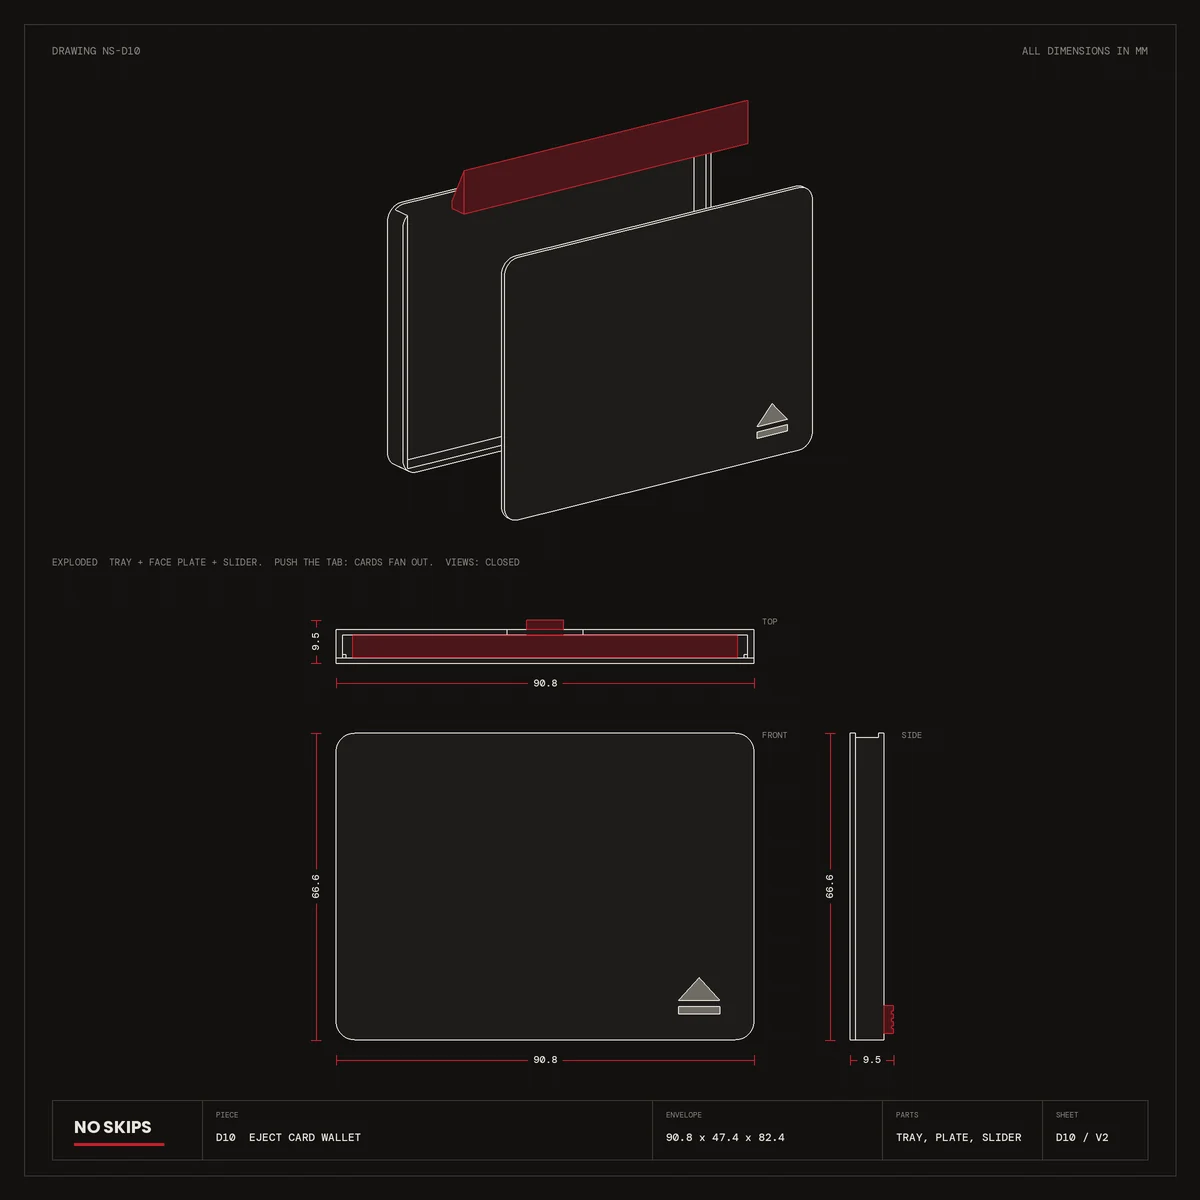 DRAWING NS-D10
ALL DIMENSIONS IN MM
EXPLODED  TRAY + FACE PLATE + SLIDER.  PUSH THE TAB: CARDS FAN OUT.  VIEWS: CLOSED
TOP
9.5
90.8
FRONT
SIDE
66.6
66.6
90.8
9.5
NO SKIPS
PIECE
D10  EJECT CARD WALLET
ENVELOPE
90.8 x 47.4 x 82.4
PARTS
TRAY, PLATE, SLIDER
SHEET
D10 / V2